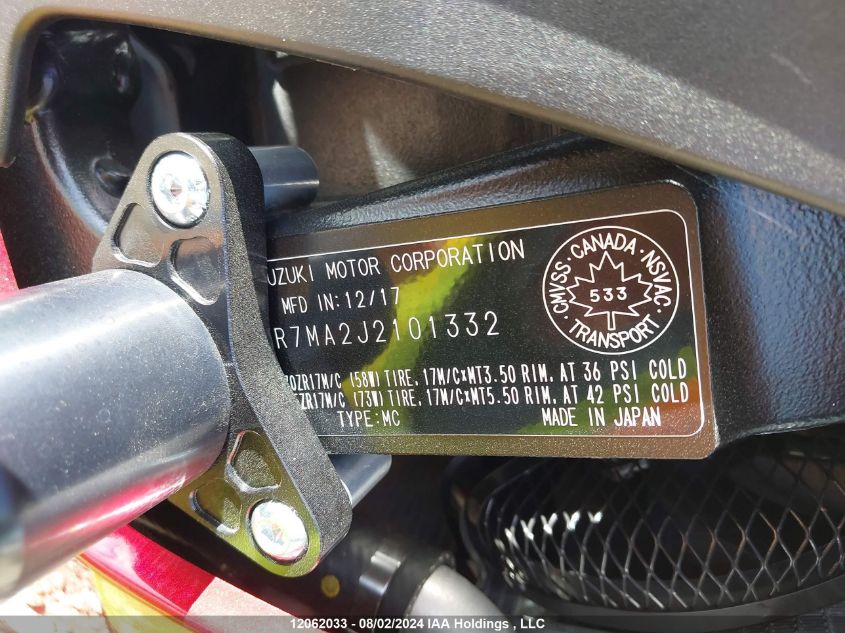 UZUKI MOTOR CORPORATION
MFD IN: 12/17
R7MA2J2101332
70ZR17M/C (58W) TIRE, 17M/C×MT3.50 RIM, AT 36 PSI COLD
ZR17M/C (73W) TIRE, 17M/C×MT5.50 RIM, AT 42 PSI COLD
TYPE:MC MADE IN JAPAN
CMVSS · CANADA · NSVAC
533
· TRANSPORT ·
12062033 - 08/02/2024 IAA Holdings , LLC